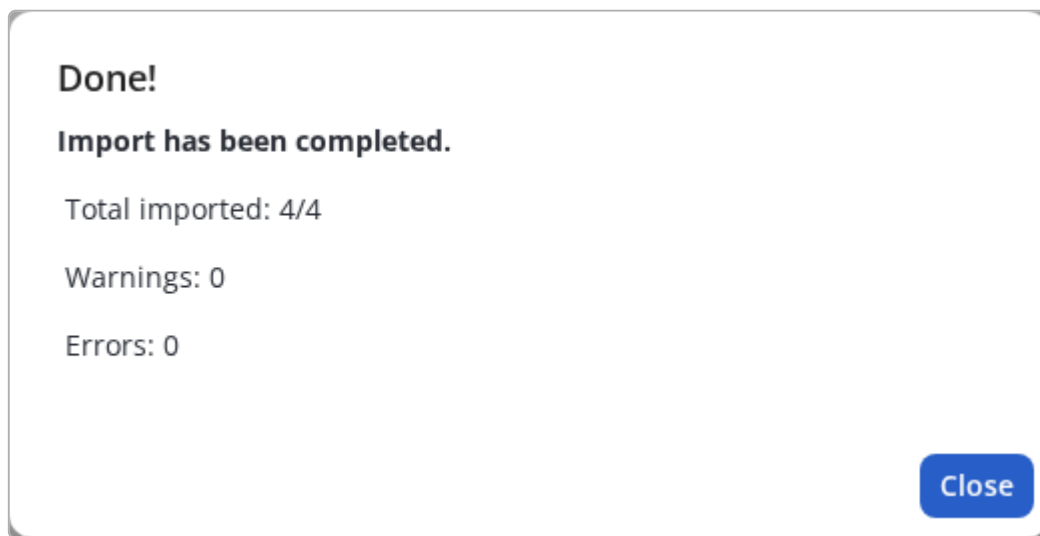 Done!
Import has been completed.
Total imported: 4/4
Warnings: 0
Errors: 0
Close